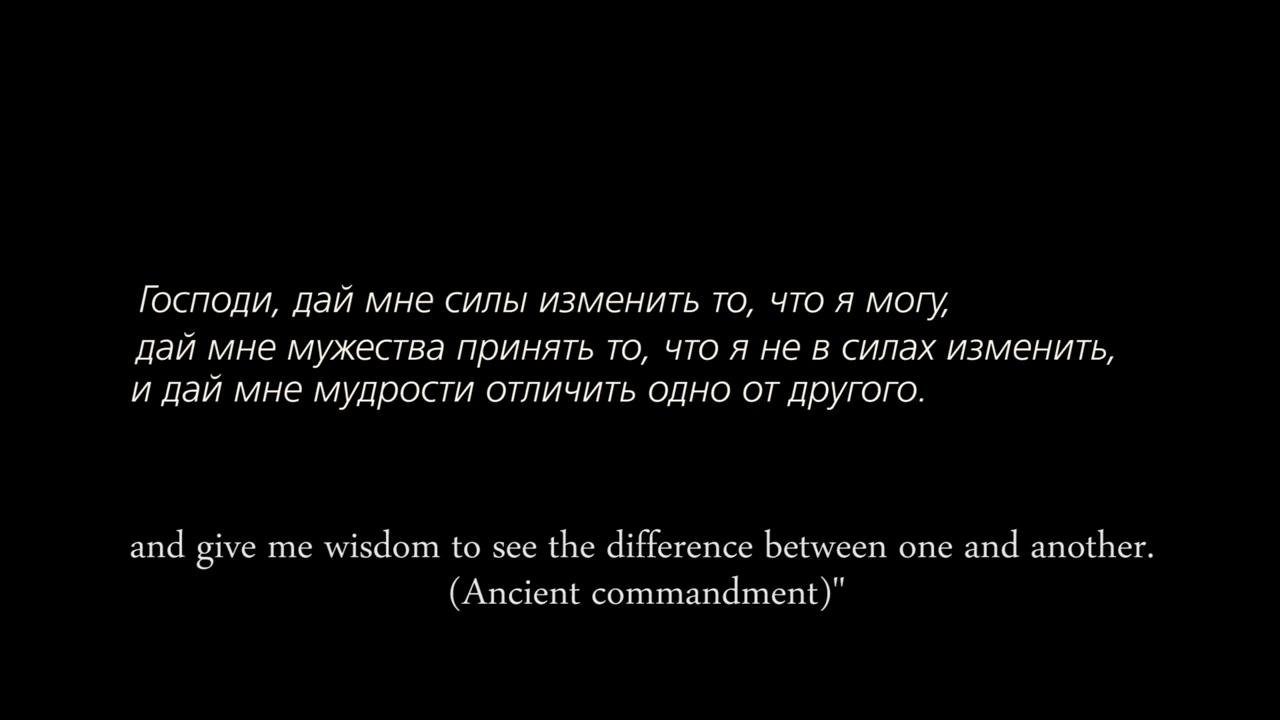 Господи, дай мне силы изменить то, что я могу,
дай мне мужества принять то, что я не в силах изменить,
и дай мне мудрости отличить одно от другого.
and give me wisdom to see the difference between one and another.
(Ancient commandment)"